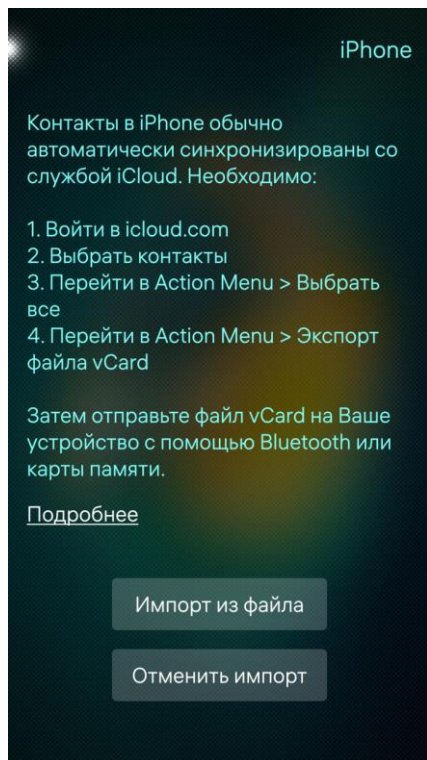 iPhone
Контакты в iPhone обычно
автоматически синхронизированы со
службой iCloud. Необходимо:
1. Войти в icloud.com
2. Выбрать контакты
3. Перейти в Action Menu > Выбрать
все
4. Перейти в Action Menu > Экспорт
файла vCard
Затем отправьте файл vCard на Ваше
устройство с помощью Bluetooth или
карты памяти.
Подробнее
Импорт из файла
Отменить импорт